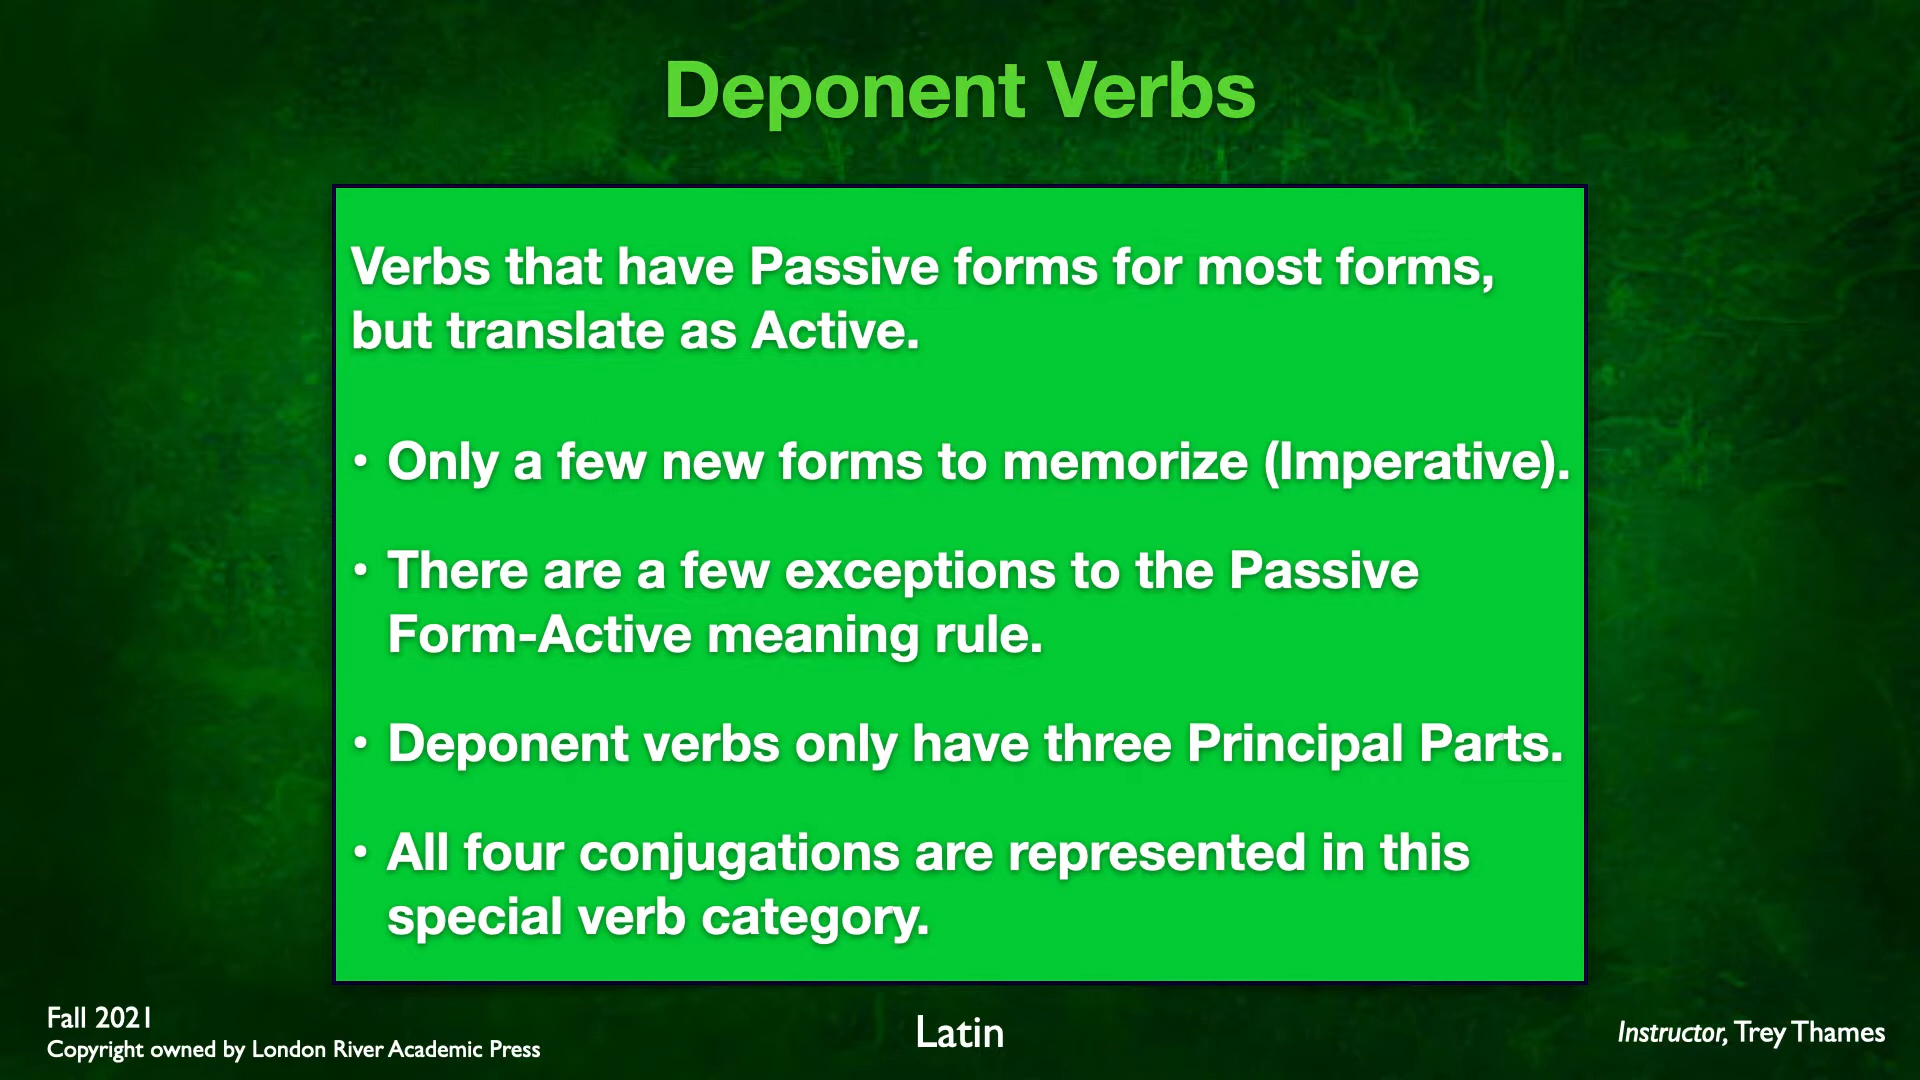 Deponent Verbs
Verbs that have Passive forms for most forms,
but translate as Active.
• Only a few new forms to memorize (Imperative).
• There are a few exceptions to the Passive
Form-Active meaning rule.
• Deponent verbs only have three Principal Parts.
• All four conjugations are represented in this
special verb category.
Fall 2021
Copyright owned by London River Academic Press
Latin
Instructor, Trey Thames